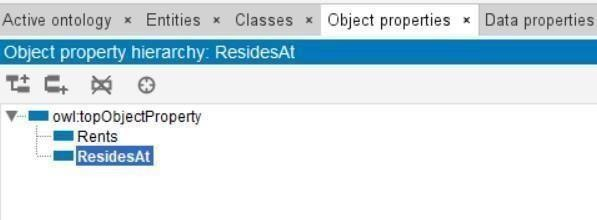 Active ontology × Entities × Classes × Object properties × Data properties
Object property hierarchy: ResidesAt
owl:topObjectProperty
Rents
ResidesAt